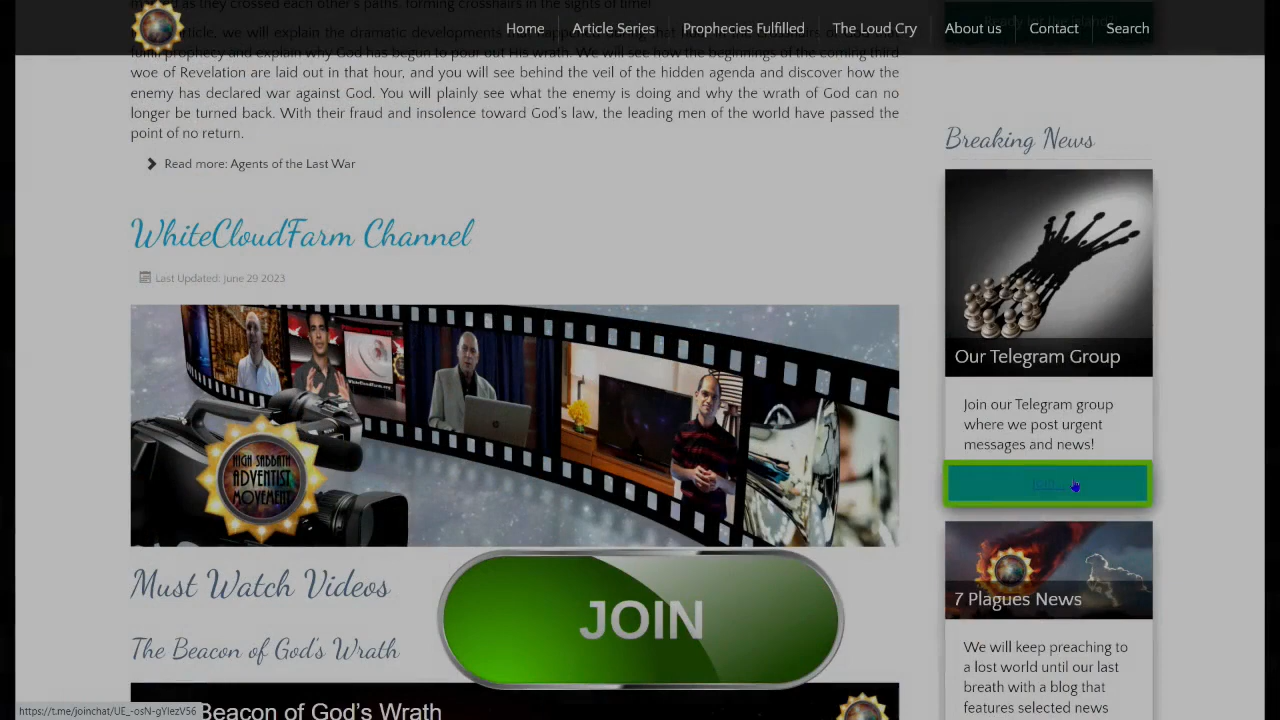 Home
Article Series
Prophecies Fulfilled
The Loud Cry
About us
Contact
Search
fulfill prophecy and explain why God has begun to pour out His wrath. We will see how the beginnings of the coming third
woe of Revelation are laid out in that hour, and you will see behind the veil of the hidden agenda and discover how the
enemy has declared war against God. You will plainly see what the enemy is doing and why the wrath of God can no
longer be turned back. With their fraud and insolence toward God's law, the leading men of the world have passed the
point of no return.
Read more: Agents of the Last War
WhiteCloudFarm Channel
Last Updated: June 29 2023
HIGH SABBATH
ADVENTIST
MOVEMENT
Must Watch Videos
The Beacon of God's Wrath
Beacon of God's Wrath
JOIN
https://t.me/joinchat/UE_-osN-gYlezV56
Breaking News
Our Telegram Group
Join our Telegram group
where we post urgent
messages and news!
7 Plagues News
We will keep preaching to
a lost world until our last
breath with a blog that
features selected news